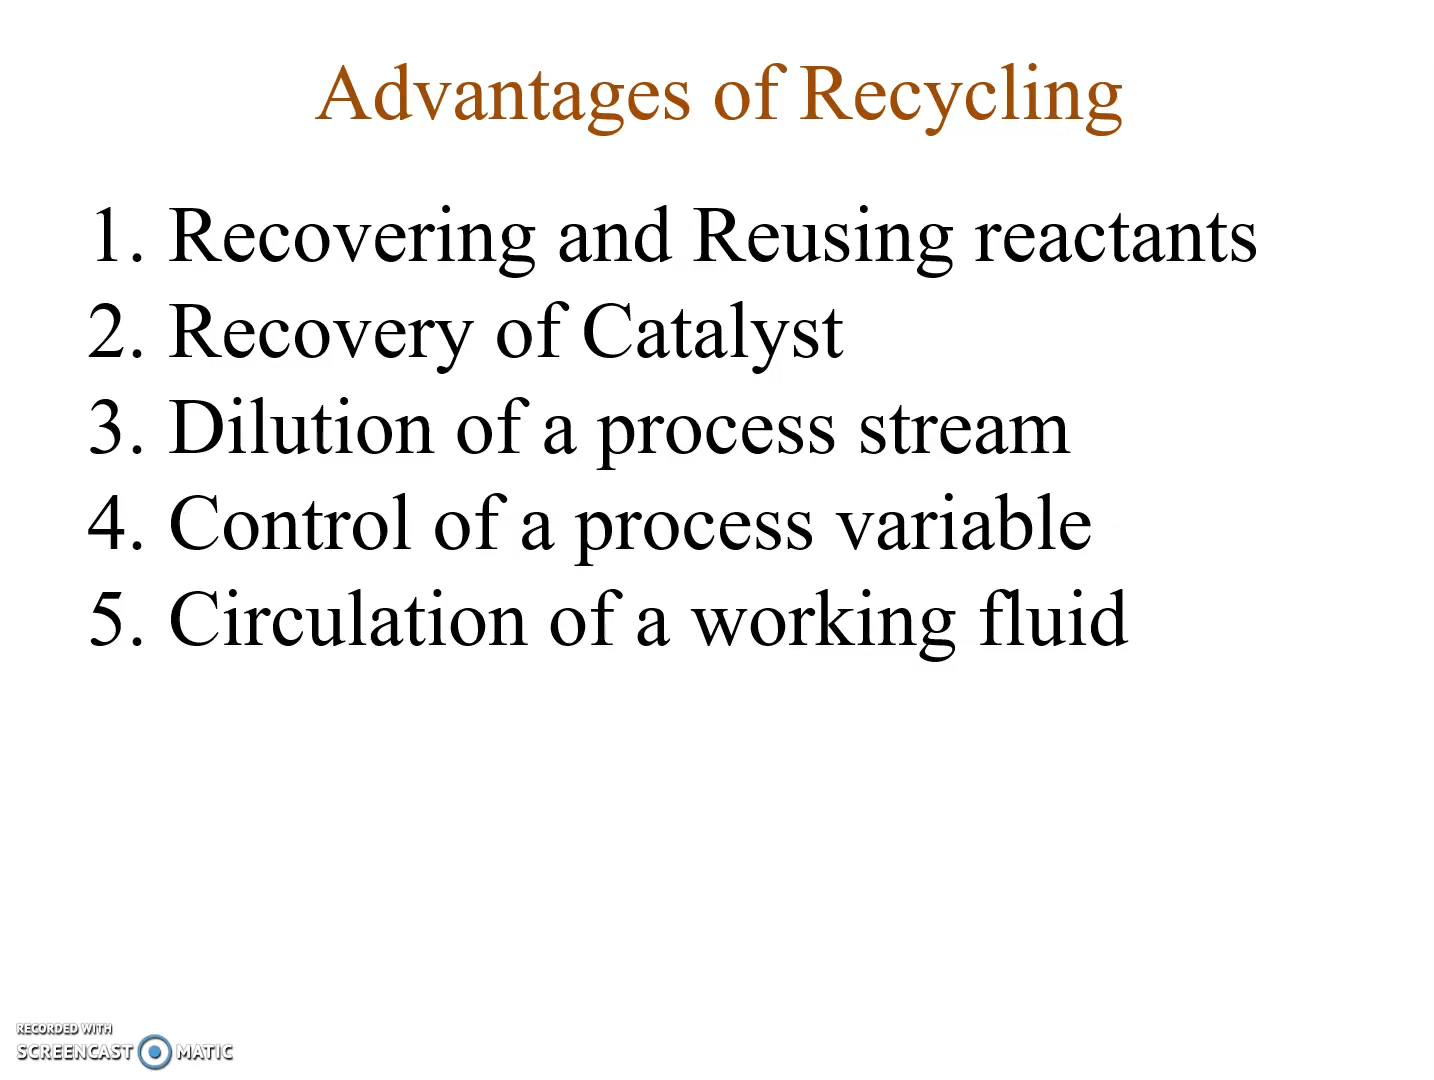 Advantages of Recycling
1. Recovering and Reusing reactants
2. Recovery of Catalyst
3. Dilution of a process stream
4. Control of a process variable
5. Circulation of a working fluid
RECORDED WITH
SCREENCAST MATIC